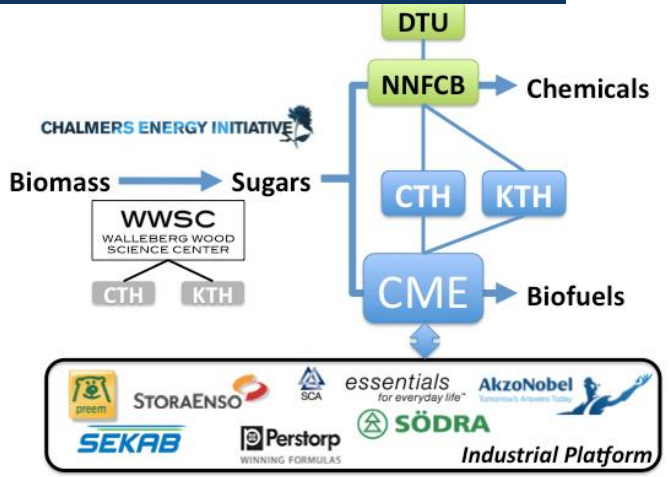 DTU
NNFCB
Chemicals
CHALMERS ENERGY INITIATIVE
Biomass
Sugars
CTH
KTH
WWSC
WALLEBERG WOOD
SCIENCE CENTER
CTH
KTH
CME
Biofuels
preem
STORAENSO
SCA
essentials
for everyday life™
AkzoNobel
Tomorrow's Answers Today
SEKAB
Perstorp
WINNING FORMULAS
SÖDRA
Industrial Platform